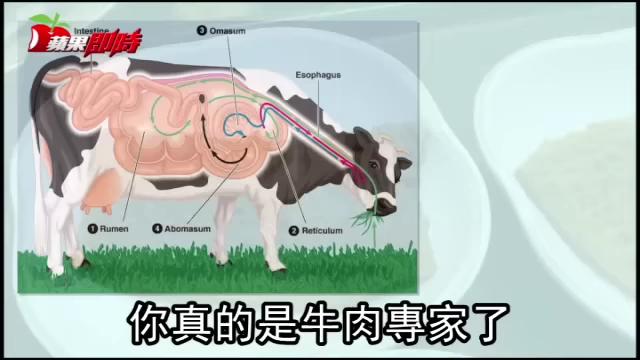 蘋果即時
Intestine
3 Omasum
Esophagus
1 Rumen
4 Abomasum
2 Reticulum
你真的是牛肉專家了